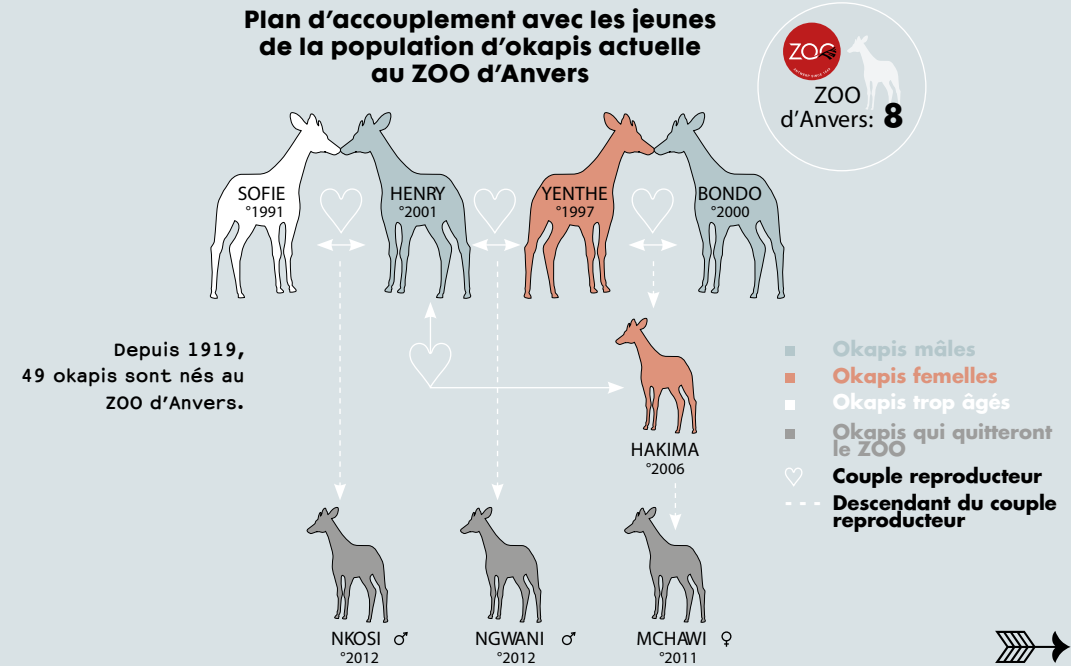 Plan d'accouplement avec les jeunes
de la population d'okapis actuelle
au ZOO d'Anvers
ZOO
ZOO
d'Anvers: 8
SOFIE
°1991
HENRY
°2001
YENTHE
°1997
BONDO
°2000
Depuis 1919,
49 okapis sont nés au
ZOO d'Anvers.
HAKIMA
°2006
Okapis mâles
Okapis femelles
Okapis trop âgés
Okapis qui quitteront
le ZOO
Couple reproducteur
Descendant du couple
reproducteur
NKOSI ♂
°2012
NGWANI ♂
°2012
MCHAWI ♀
°2011